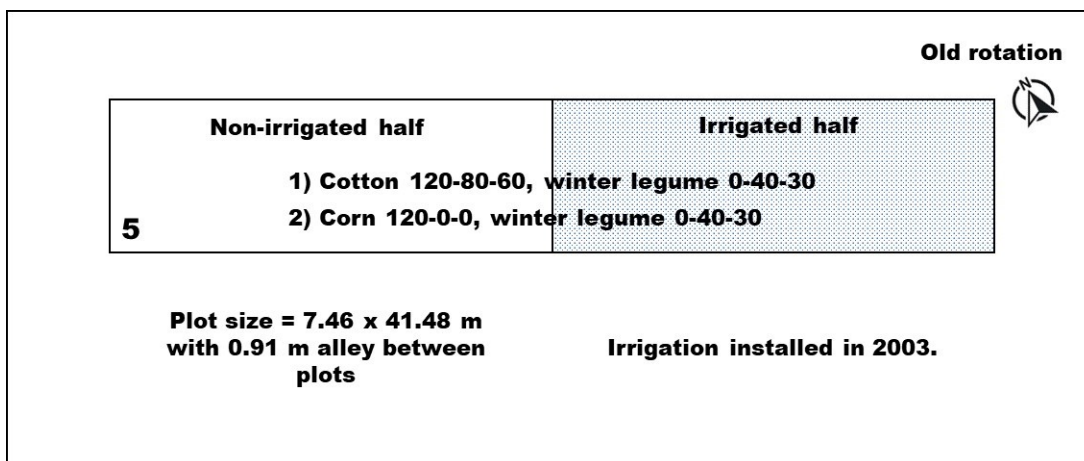 Old rotation
N
Non-irrigated half
Irrigated half
1) Cotton 120-80-60, winter legume 0-40-30
2) Corn 120-0-0, winter legume 0-40-30
5
Plot size = 7.46 x 41.48 m
with 0.91 m alley between
plots
Irrigation installed in 2003.